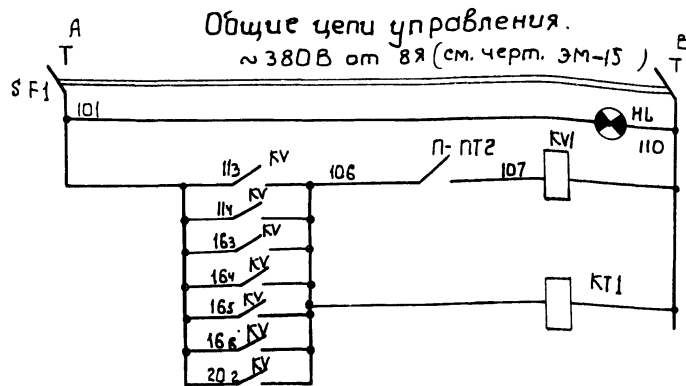 А Общие цепи управления. В
Т ~380В от 8Я (см. черт. ЭМ-15) Т
SF1
101 HL
110
113 KV 106 П-ПТ2 107 KV1
114 KV
163 KV
164 KV KT1
165 KV
16в KV
202 KV